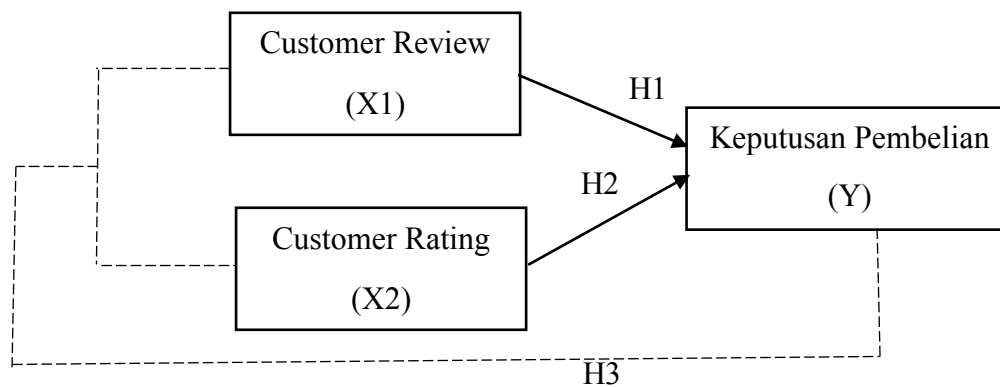 Customer Review
(X1)
H1
Keputusan Pembelian
(Y)
H2
Customer Rating
(X2)
H3